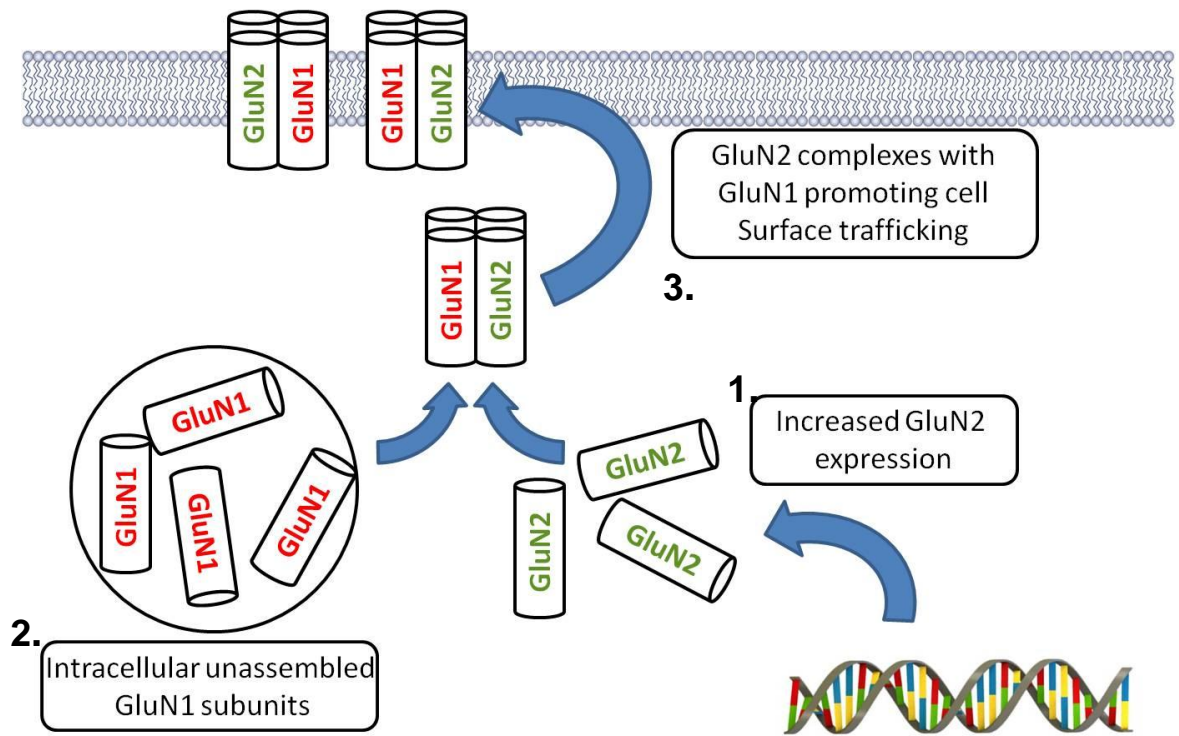 GluN2
GluN1
GluN1
GluN2
GluN2 complexes with
GluN1 promoting cell
Surface trafficking
3.
GluN1
GluN2
1.
Increased GluN2
expression
GluN1
GluN1
GluN1
GluN1
GluN2
GluN2
GluN2
2.
Intracellular unassembled
GluN1 subunits